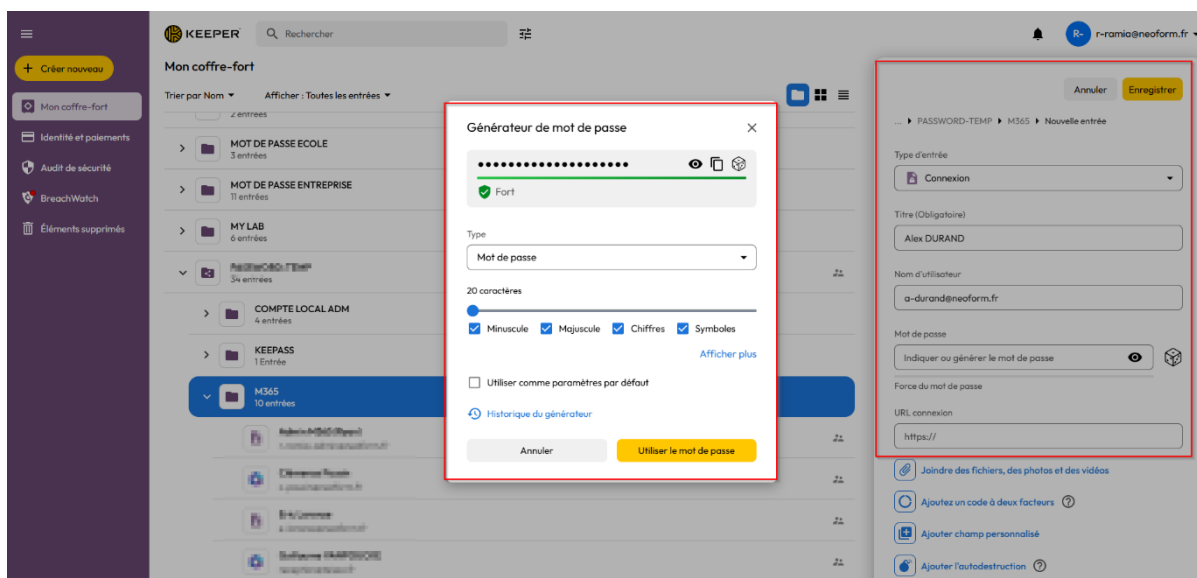 KEEPER
Rechercher
r-ramia@neoform.fr
R-
Créer nouveau
Mon coffre-fort
Identité et paiements
Audit de sécurité
BreachWatch
Éléments supprimés
Mon coffre-fort
Trier par Nom
Afficher : Toutes les entrées
2 entrées
MOT DE PASSE ECOLE
3 entrées
MOT DE PASSE ENTREPRISE
11 entrées
MY LAB
6 entrées
34 entrées
COMPTE LOCAL ADM
4 entrées
KEEPASS
1 Entrée
M365
10 entrées
Générateur de mot de passe
Fort
Type
Mot de passe
20 caractères
Minuscule
Majuscule
Chiffres
Symboles
Afficher plus
Utiliser comme paramètres par défaut
Historique du générateur
Annuler
Utiliser le mot de passe
Annuler
Enregistrer
... PASSWORD-TEMP M365 Nouvelle entrée
Type d'entrée
Connexion
Titre (Obligatoire)
Alex DURAND
Nom d'utilisateur
a-durand@neoform.fr
Mot de passe
Indiquer ou générer le mot de passe
Force du mot de passe
URL connexion
https://
Joindre des fichiers, des photos et des vidéos
Ajoutez un code à deux facteurs
Ajouter champ personnalisé
Ajouter l'autodestruction